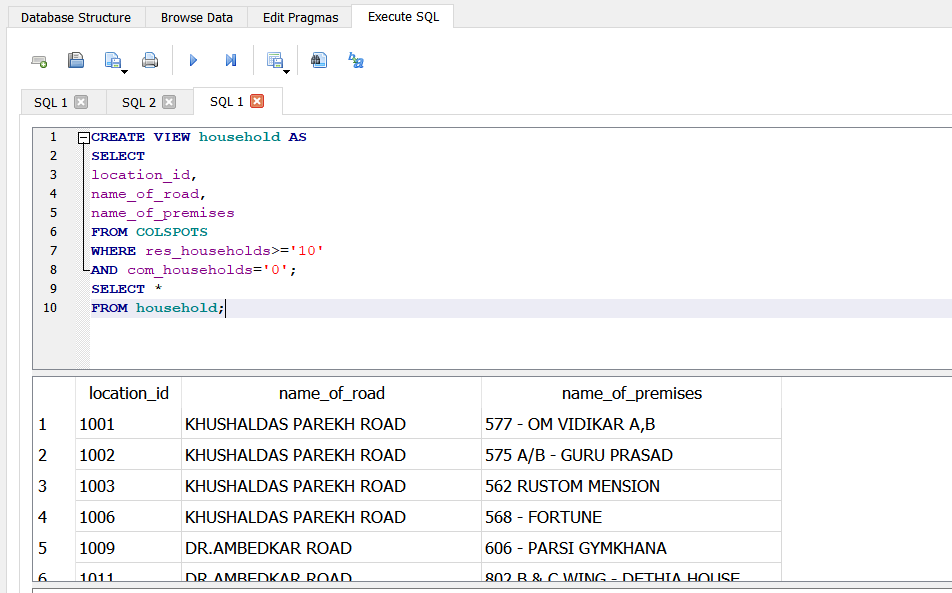 Database Structure Browse Data Edit Pragmas Execute SQL
SQL 1 SQL 2 SQL 1
1 CREATE VIEW household AS
2 SELECT
3 location_id,
4 name_of_road,
5 name_of_premises
6 FROM COLSPOTS
7 WHERE res_households>='10'
8 AND com_households='0';
9 SELECT *
10 FROM household;
location_id name_of_road name_of_premises
1 1001 KHUSHALDAS PAREKH ROAD 577 - OM VIDIKAR A,B
2 1002 KHUSHALDAS PAREKH ROAD 575 A/B - GURU PRASAD
3 1003 KHUSHALDAS PAREKH ROAD 562 RUSTOM MENSION
4 1006 KHUSHALDAS PAREKH ROAD 568 - FORTUNE
5 1009 DR.AMBEDKAR ROAD 606 - PARSI GYMKHANA
6 1011 DR.AMBEDKAR ROAD 802 B & C WING - DETHIA HOUSE